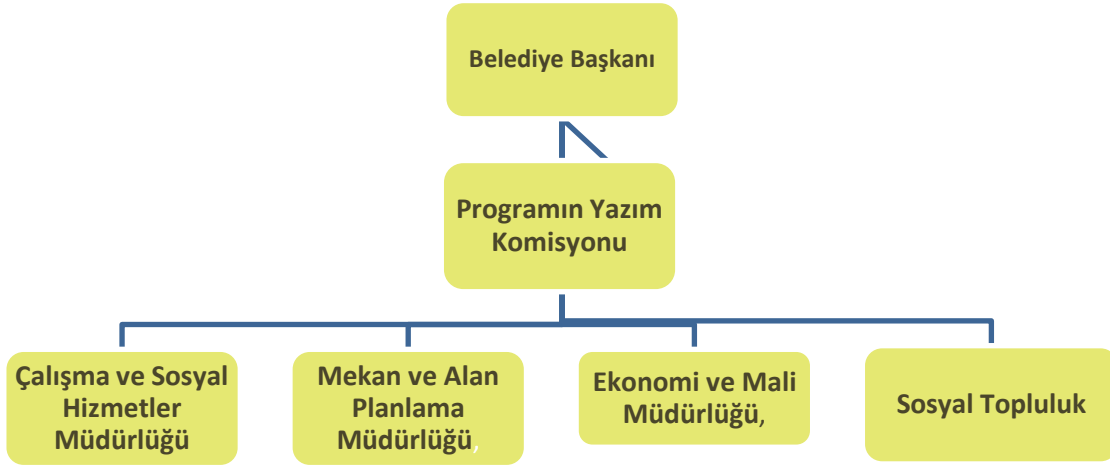 Belediye Başkanı
Programın Yazım
Komisyonu
Çalışma ve Sosyal
Hizmetler
Müdürlüğü
Mekan ve Alan
Planlama
Müdürlüğü,
Ekonomi ve Mali
Müdürlüğü,
Sosyal Topluluk